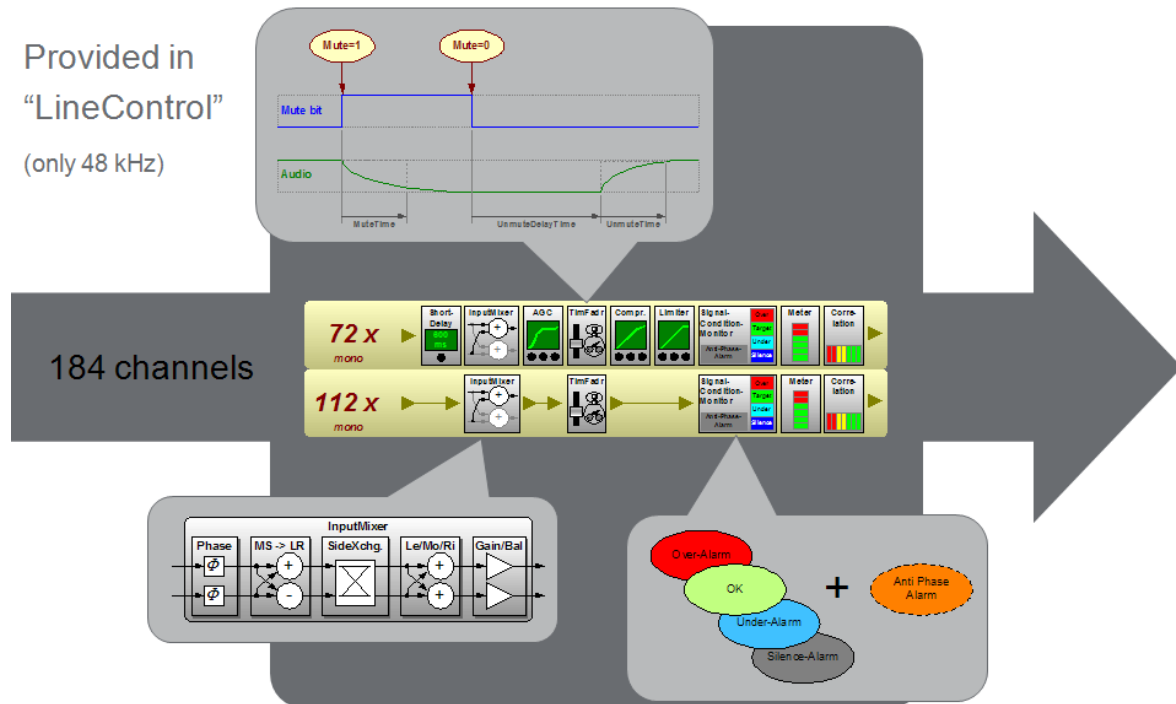 Provided in
“LineControl”
(only 48 kHz)
Mute=1
Mute=0
Mute bit
Audio
MuteTime
UnmuteDelayTime
UnmuteTime
184 channels
72 x
mono
Short-
Delay
600
ms
InputMixer
AGC
TimFadr
Compr.
Limiter
Signal-
Condition-
Monitor
Anti-Phase-
Alarm
Over
Target
Under
Silence
Meter
Corre-
lation
112 x
mono
InputMixer
TimFadr
Signal-
Condition-
Monitor
Anti-Phase-
Alarm
Over
Target
Under
Silence
Meter
Corre-
lation
InputMixer
Phase
MS -> LR
SideXchg.
Le/Mo/Ri
Gain/Bal
Φ
+
+
Φ
-
+
Over-Alarm
OK
Under-Alarm
Silence-Alarm
+
Anti Phase
Alarm